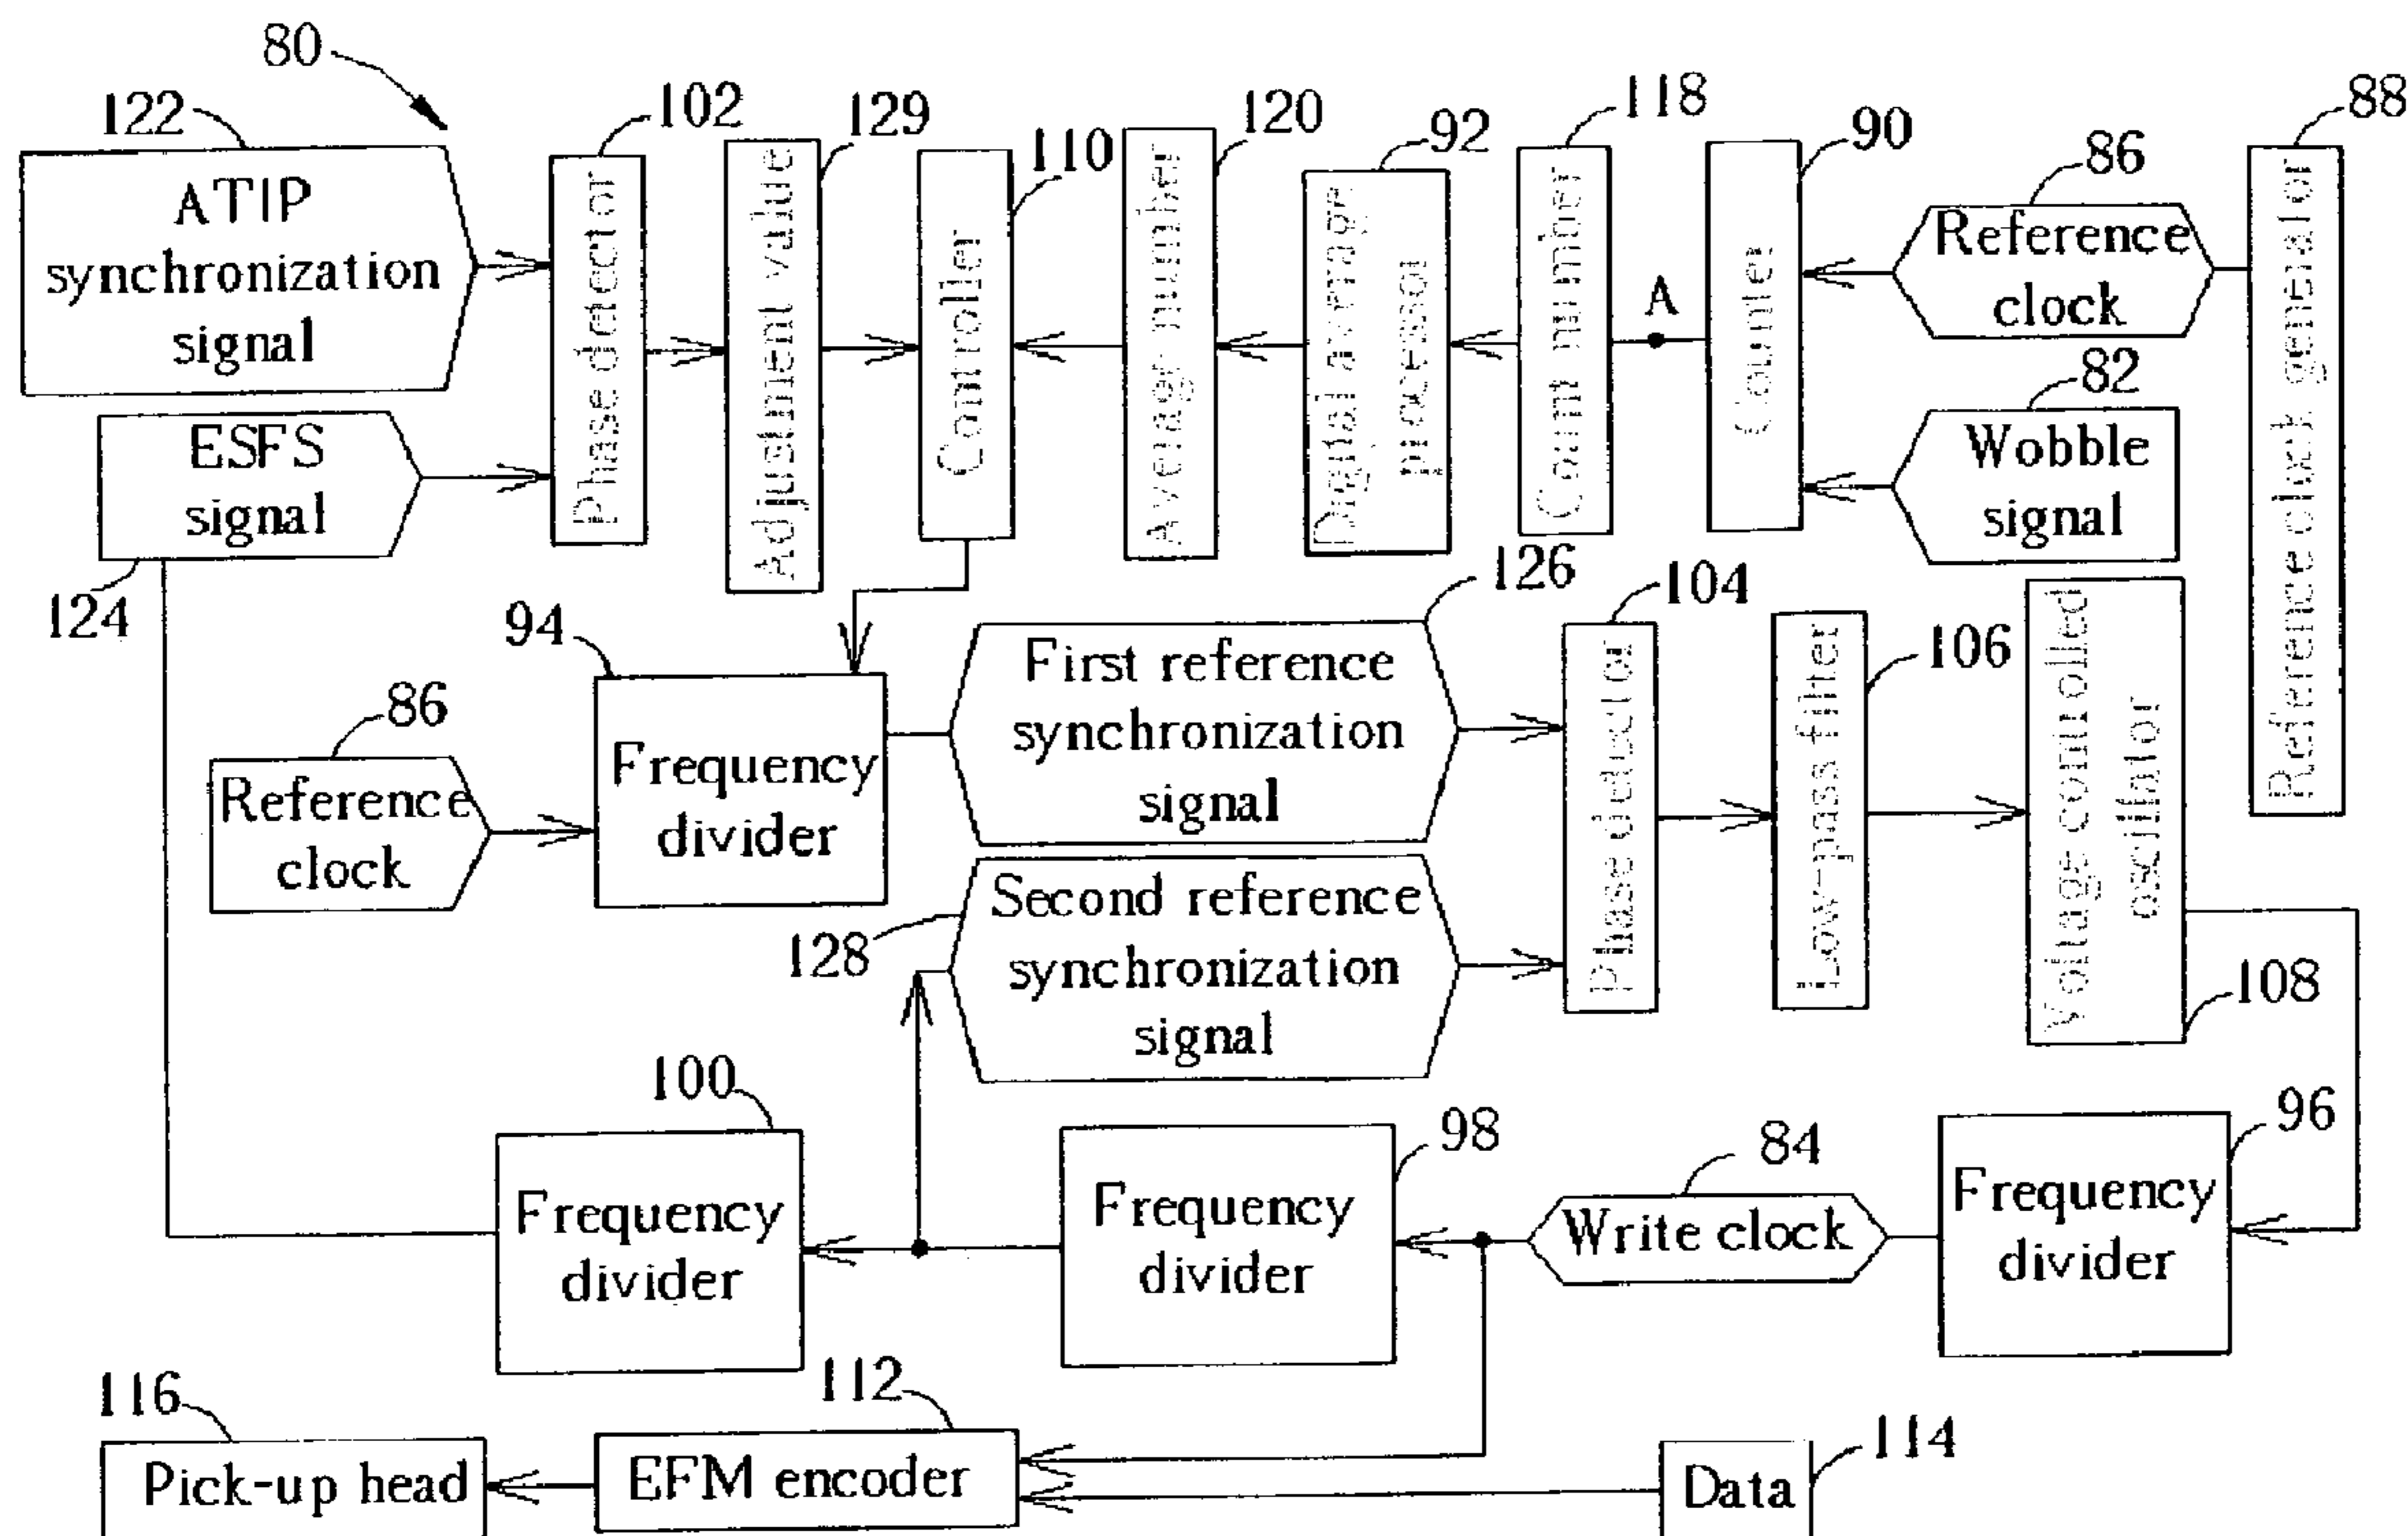 80
122
ATIP
synchronization
signal
102
Phase detector
129
Adjustment value
110
Controller
120
Average number
92
Digital average
processor
118
Count number
A
90
Counter
86
Reference
clock
88
Reference clock generator
82
Wobble
signal
ESFS
signal
124
94
Frequency
divider
86
Reference
clock
126
First reference
synchronization
signal
104
Phase detector
106
Low-pass filter
Voltage controlled
oscillator
108
128
Second reference
synchronization
signal
100
Frequency
divider
98
Frequency
divider
84
Write clock
96
Frequency
divider
116
Pick-up head
112
EFM encoder
114
Data